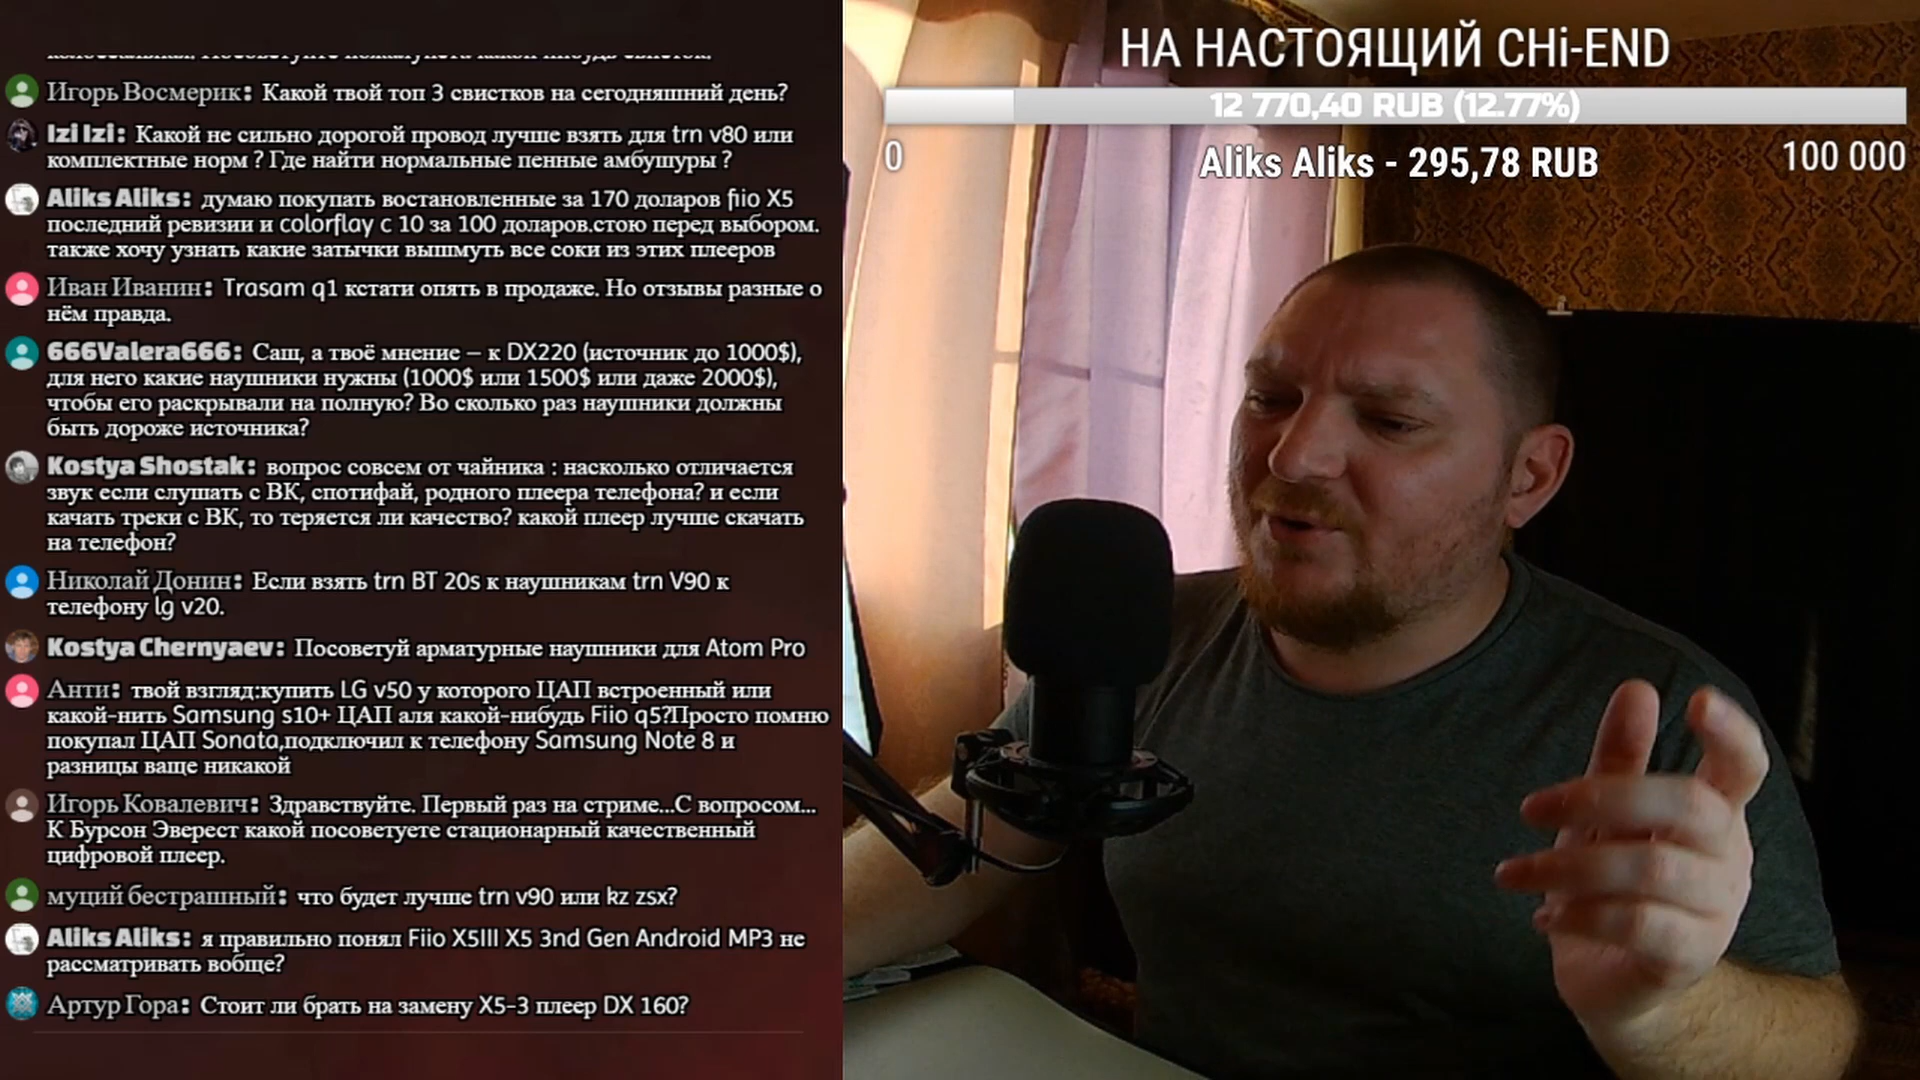 Игорь Восмерик: Какой твой топ 3 свистков на сегодняшний день?
Izi Izi: Какой не сильно дорогой провод лучше взять для trn v80 или
комплектные норм ? Где найти нормальные пенные амбушуры ?
Aliks Aliks: думаю покупать востановленные за 170 доларов fiio X5
последний ревизии и colorflay c 10 за 100 доларов.стою перед выбором.
также хочу узнать какие затычки вышмуть все соки из этих плееров
Иван Иванин: Trasam q1 кстати опять в продаже. Но отзывы разные о
нём правда.
666Valera666: Саш, а твоё мнение – к DX220 (источник до 1000$),
для него какие наушники нужны (1000$ или 1500$ или даже 2000$),
чтобы его раскрывали на полную? Во сколько раз наушники должны
быть дороже источника?
Kostya Shostak: вопрос совсем от чайника : насколько отличается
звук если слушать с ВК, спотифай, родного плеера телефона? и если
качать треки с ВК, то теряется ли качество? какой плеер лучше скачать
на телефон?
Николай Донин: Если взять trn BT 20s к наушникам trn V90 к
телефону lg v20.
Kostya Chernyaev: Посоветуй арматурные наушники для Atom Pro
Анти: твой взгляд:купить LG v50 у которого ЦАП встроенный или
какой-нить Samsung s10+ ЦАП аля какой-нибудь Fiio q5?Просто помню
покупал ЦАП Sonata,подключил к телефону Samsung Note 8 и
разницы ваще никакой
Игорь Ковалевич: Здравствуйте. Первый раз на стриме...С вопросом...
К Бурсон Эверест какой посоветуете стационарный качественный
цифровой плеер.
муций бестрашный: что будет лучше trn v90 или kz zsx?
Aliks Aliks: я правильно понял Fiio X5III X5 3nd Gen Android MP3 не
рассматривать вобще?
Артур Гора: Стоит ли брать на замену X5-3 плеер DX 160?
НА НАСТОЯЩИЙ CHi-END
12 770,40 RUB (12.77%)
0
100 000
Aliks Aliks - 295,78 RUB